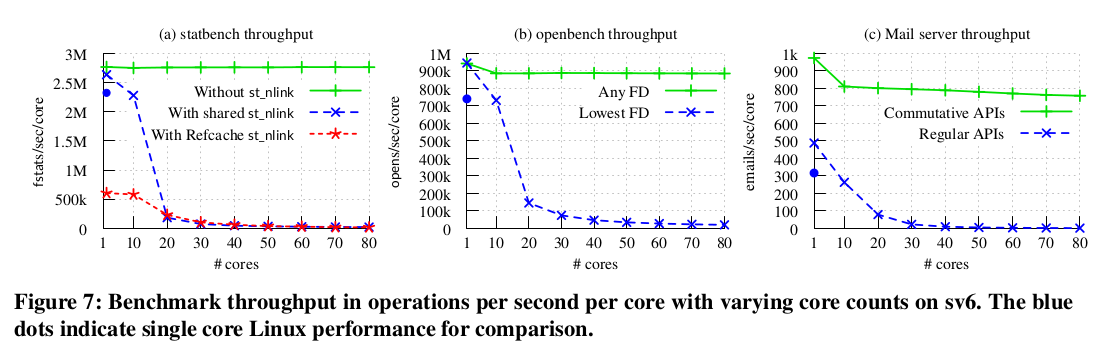 (a) statbench throughput
3M
2.5M
2M
1.5M
1M
500k
0
fstats/sec/core
Without st_nlink
With shared st_nlink
With Refcache st_nlink
1 10 20 30 40 50 60 70 80
# cores
(b) openbench throughput
1M
900k
800k
700k
600k
500k
400k
300k
200k
100k
0
opens/sec/core
Any FD
Lowest FD
1 10 20 30 40 50 60 70 80
# cores
(c) Mail server throughput
1k
900
800
700
600
500
400
300
200
100
0
emails/sec/core
Commutative APIs
Regular APIs
1 10 20 30 40 50 60 70 80
# cores
Figure 7: Benchmark throughput in operations per second per core with varying core counts on sv6. The blue
dots indicate single core Linux performance for comparison.